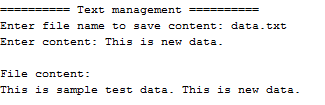 ========== Text management ==========
Enter file name to save content: data.txt
Enter content: This is new data.
File content:
This is sample test data. This is new data.